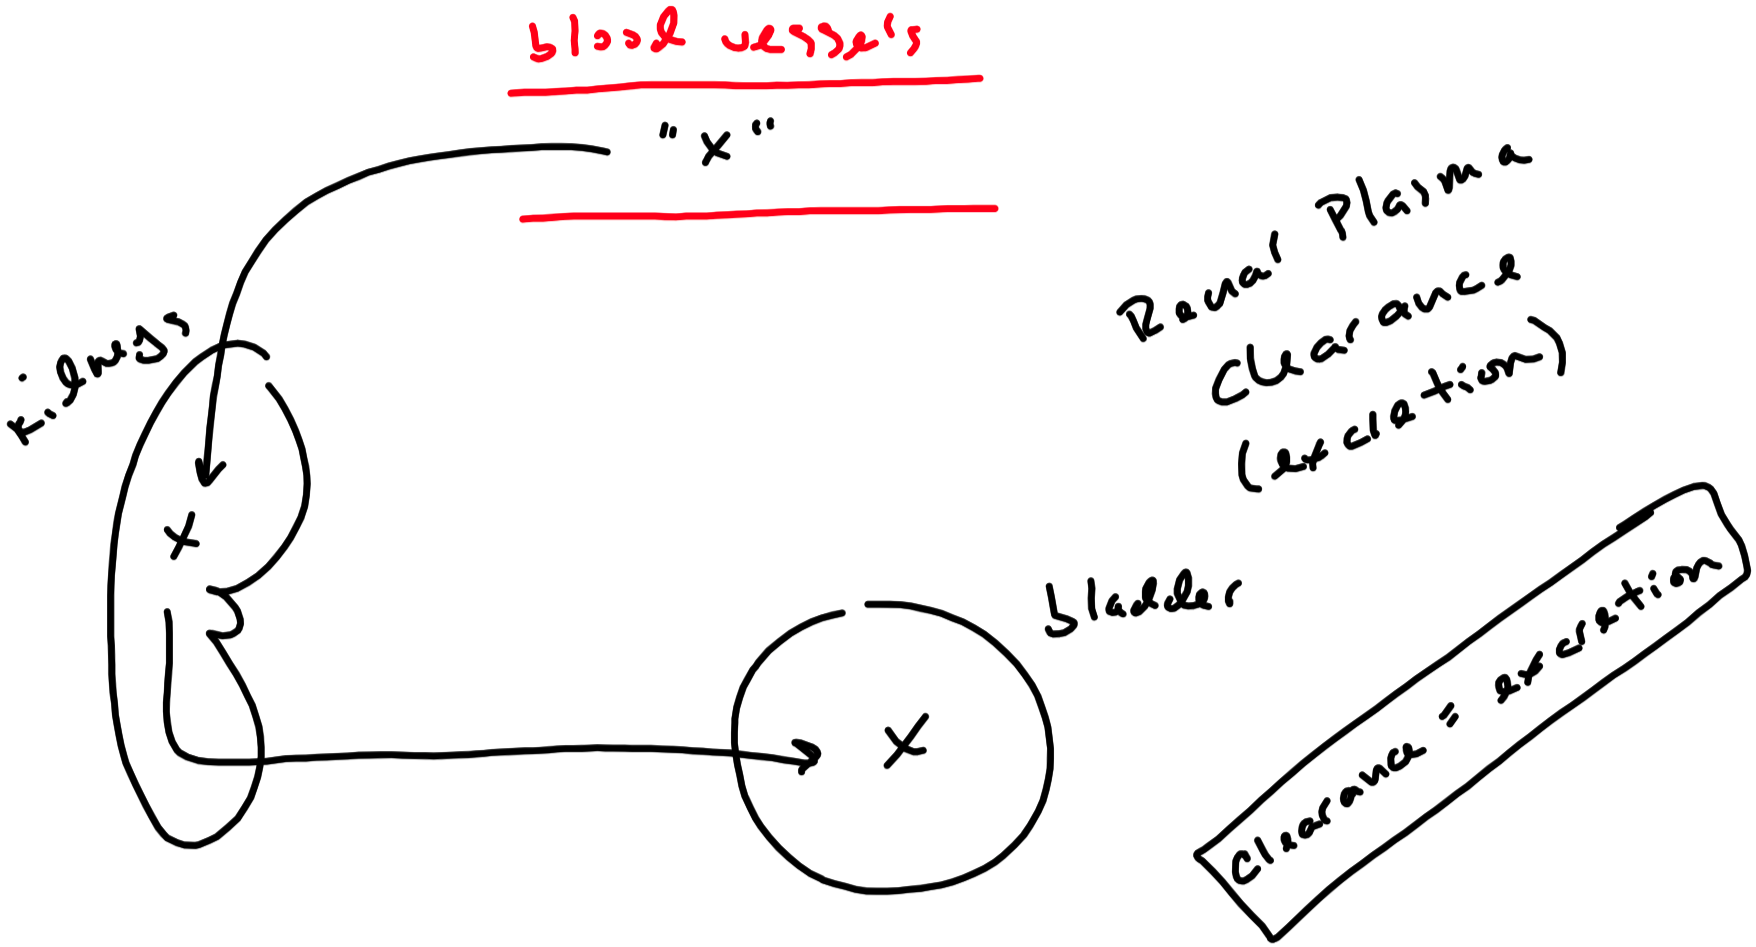 blood vessels
"X"
Renal Plasma
Clearance
(excretion)
kidneys
X
bladder
X
Clearance = excretion